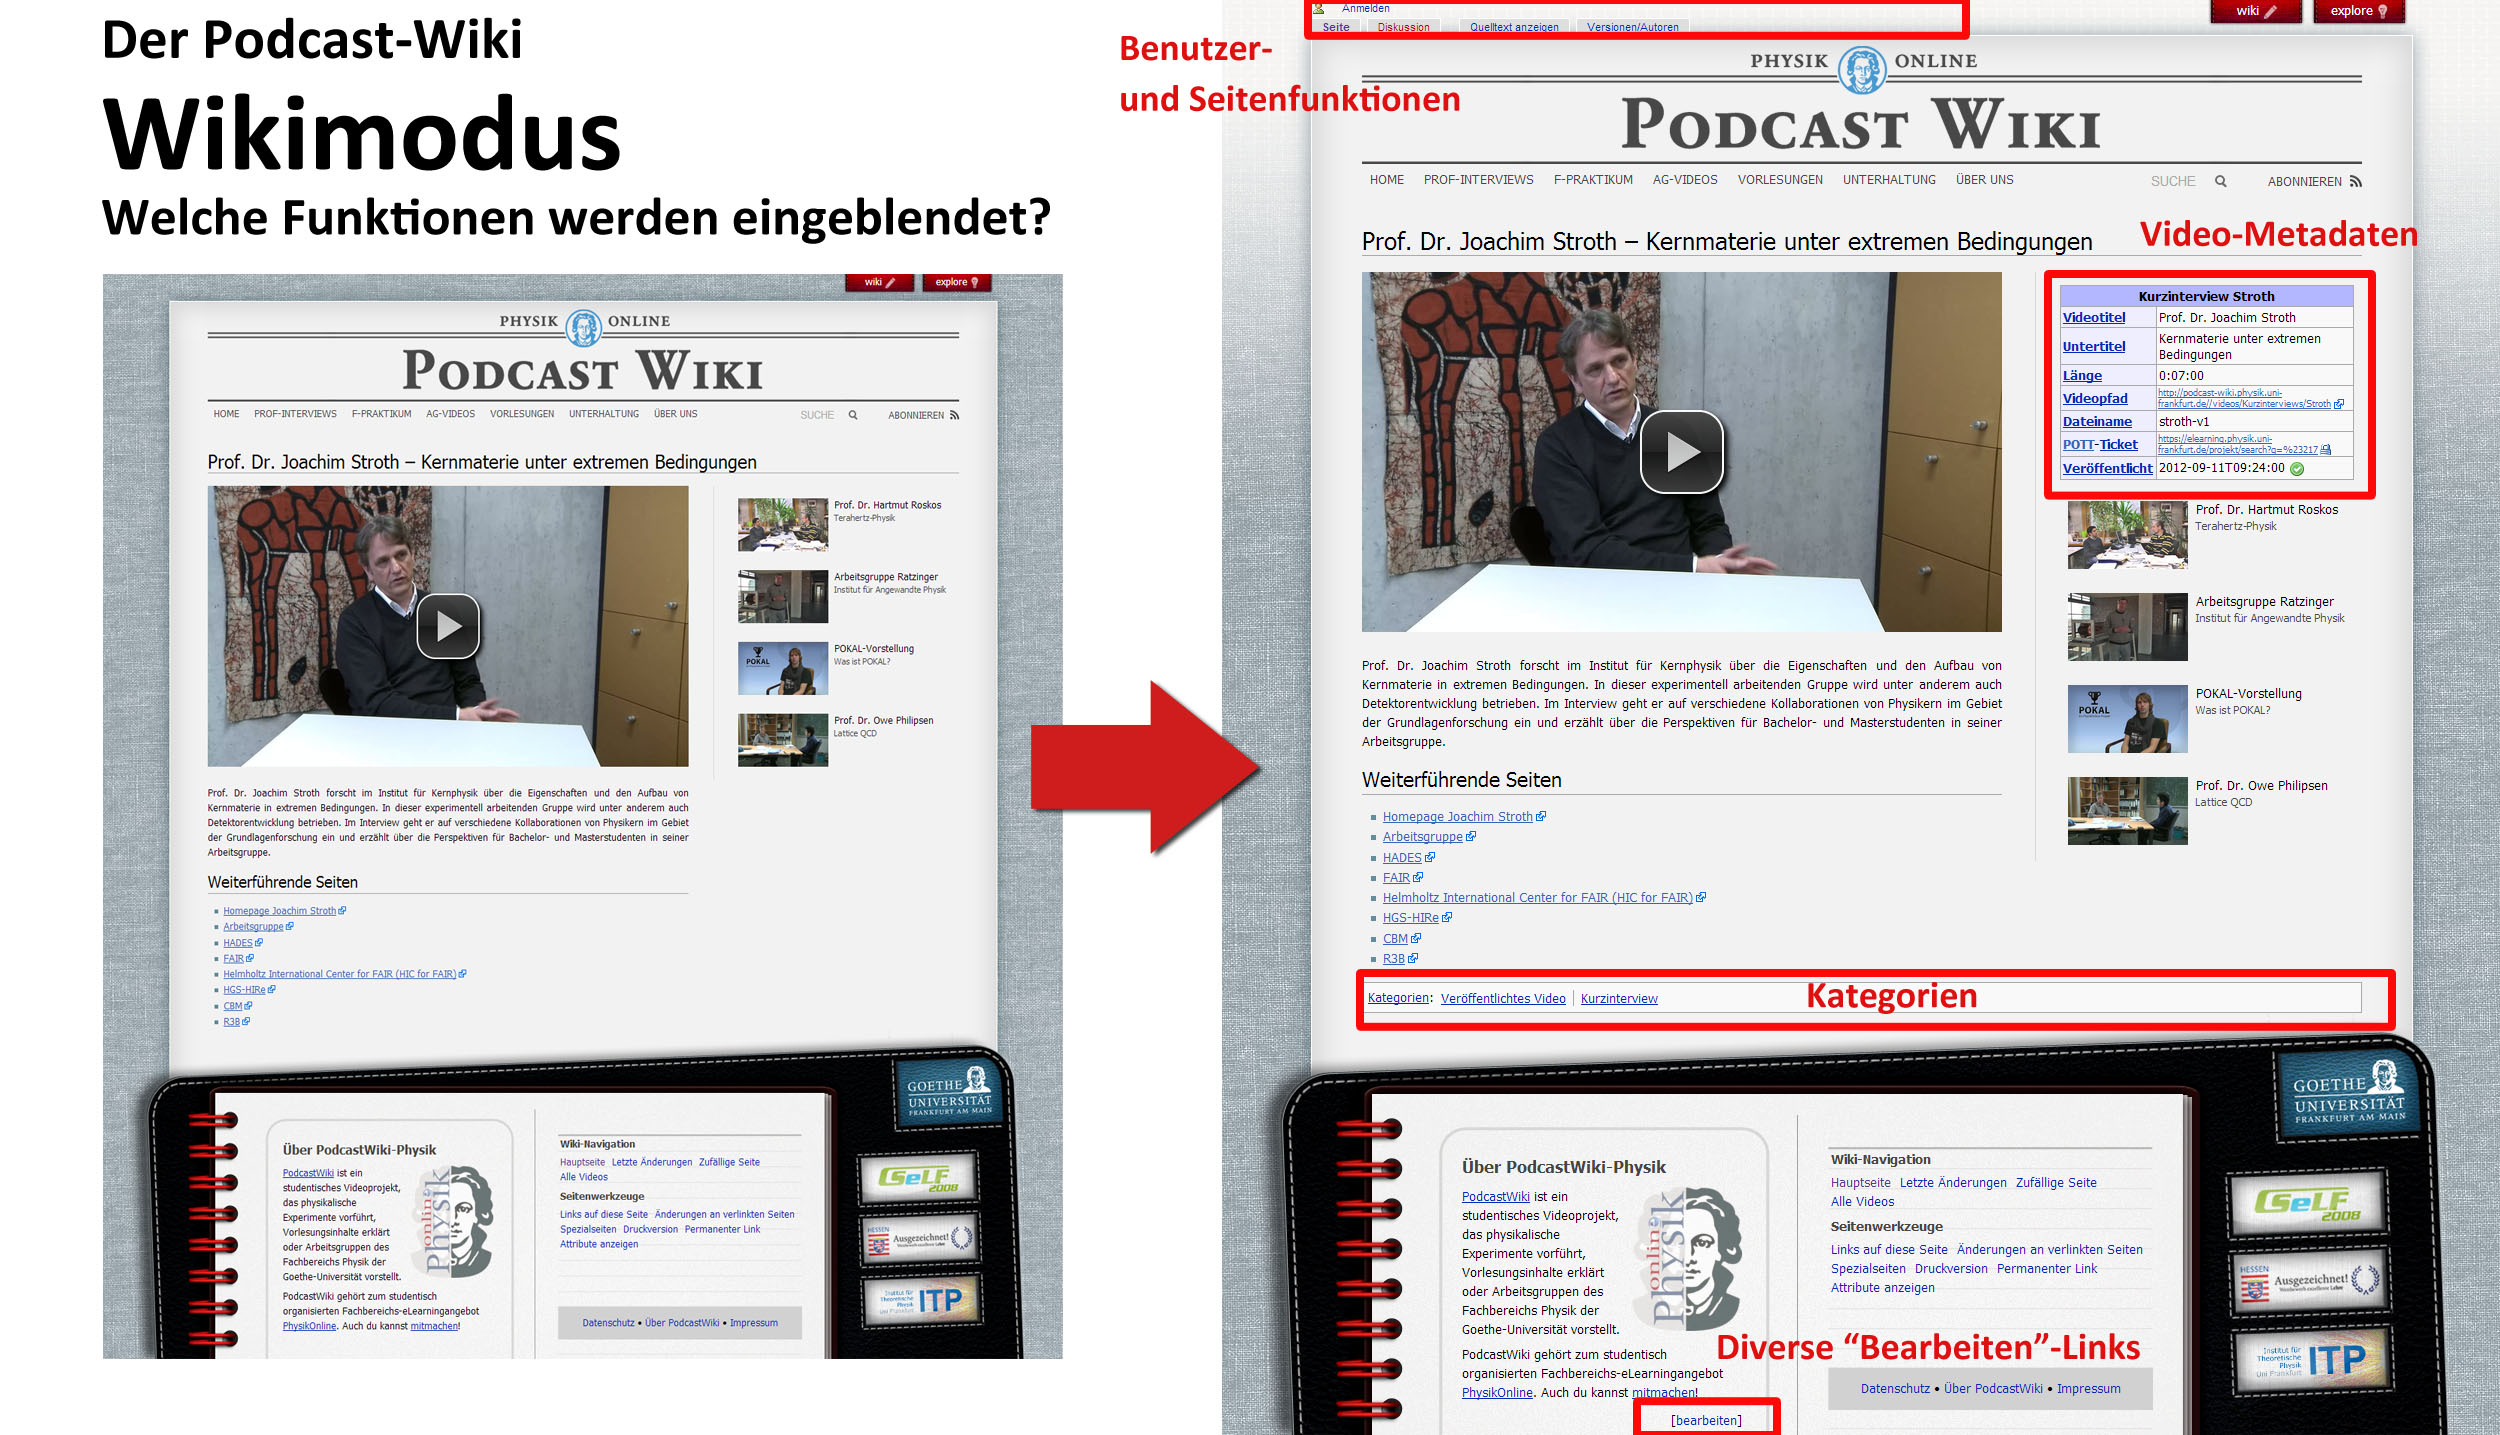 Der Podcast-Wiki
Wikimodus
Welche Funktionen werden eingeblendet?
wiki
explore
PHYSIK ONLINE
PODCAST WIKI
HOME PROF-INTERVIEWS F-PRAKTIKUM AG-VIDEOS VORLESUNGEN UNTERHALTUNG ÜBER UNS SUCHE ABONNIEREN
Prof. Dr. Joachim Stroth – Kernmaterie unter extremen Bedingungen
Prof. Dr. Hartmut Roskos
Terahertz-Physik
Arbeitsgruppe Ratzinger
Institut für Angewandte Physik
POKAL
POKAL-Vorstellung
Was ist POKAL?
Prof. Dr. Owe Philipsen
Lattice QCD
Prof. Dr. Joachim Stroth forscht im Institut für Kernphysik über die Eigenschaften und den Aufbau von
Kernmaterie in extremen Bedingungen. In dieser experimentell arbeitenden Gruppe wird unter anderem auch
Detektorentwicklung betrieben. Im Interview geht er auf verschiedene Kollaborationen von Physikern im Gebiet
der Grundlagenforschung ein und erzählt über die Perspektiven für Bachelor- und Masterstudenten in seiner
Arbeitsgruppe.
Weiterführende Seiten
Homepage Joachim Stroth
Arbeitsgruppe
HADES
FAIR
Helmholtz International Center for FAIR (HIC for FAIR)
HGS-HIRe
CBM
R3B
GOETHE
UNIVERSITÄT
FRANKFURT AM MAIN
Über PodcastWiki-Physik
PodcastWiki ist ein
studentisches Videoprojekt,
das physikalische
Experimente vorführt,
Vorlesungsinhalte erklärt
oder Arbeitsgruppen des
Fachbereichs Physik der
Goethe-Universität vorstellt.
PodcastWiki gehört zum studentisch
organisierten Fachbereichs-eLearningangebot
PhysikOnline. Auch du kannst mitmachen!
Physik
online
Wiki-Navigation
Hauptseite Letzte Änderungen Zufällige Seite
Alle Videos
Seitenwerkzeuge
Links auf diese Seite Änderungen an verlinkten Seiten
Spezialseiten Druckversion Permanenter Link
Attribute anzeigen
Datenschutz • Über PodcastWiki • Impressum
SeLF
2008
HESSEN
Ausgezeichnet!
Institut für
Theoretische
Physik
Uni Frankfurt
ITP
Benutzer-
und Seitenfunktionen
Anmelden
Seite Diskussion Quelltext anzeigen Versionen/Autoren
wiki
explore
PHYSIK ONLINE
PODCAST WIKI
HOME PROF-INTERVIEWS F-PRAKTIKUM AG-VIDEOS VORLESUNGEN UNTERHALTUNG ÜBER UNS SUCHE ABONNIEREN
Prof. Dr. Joachim Stroth – Kernmaterie unter extremen Bedingungen
Video-Metadaten
Kurzinterview Stroth
Videotitel Prof. Dr. Joachim Stroth
Untertitel Kernmaterie unter extremen
Bedingungen
Länge 0:07:00
Videopfad http://podcast-wiki.physik.uni-
frankfurt.de//videos/Kurzinterviews/Stroth
Dateiname stroth-v1
POTT-Ticket https://elearning.physik.uni-
frankfurt.de/projekt/search?q=%23217
Veröffentlicht 2012-09-11T09:24:00
Prof. Dr. Hartmut Roskos
Terahertz-Physik
Arbeitsgruppe Ratzinger
Institut für Angewandte Physik
POKAL
POKAL-Vorstellung
Was ist POKAL?
Prof. Dr. Owe Philipsen
Lattice QCD
Prof. Dr. Joachim Stroth forscht im Institut für Kernphysik über die Eigenschaften und den Aufbau von
Kernmaterie in extremen Bedingungen. In dieser experimentell arbeitenden Gruppe wird unter anderem auch
Detektorentwicklung betrieben. Im Interview geht er auf verschiedene Kollaborationen von Physikern im Gebiet
der Grundlagenforschung ein und erzählt über die Perspektiven für Bachelor- und Masterstudenten in seiner
Arbeitsgruppe.
Weiterführende Seiten
Homepage Joachim Stroth
Arbeitsgruppe
HADES
FAIR
Helmholtz International Center for FAIR (HIC for FAIR)
HGS-HIRe
CBM
R3B
Kategorien: Veröffentlichtes Video Kurzinterview
Kategorien
GOETHE
UNIVERSITÄT
FRANKFURT AM MAIN
Über PodcastWiki-Physik
PodcastWiki ist ein
studentisches Videoprojekt,
das physikalische
Experimente vorführt,
Vorlesungsinhalte erklärt
oder Arbeitsgruppen des
Fachbereichs Physik der
Goethe-Universität vorstellt.
PodcastWiki gehört zum studentisch
organisierten Fachbereichs-eLearningangebot
PhysikOnline. Auch du kannst mitmachen!
[bearbeiten]
Physik
online
Wiki-Navigation
Hauptseite Letzte Änderungen Zufällige Seite
Alle Videos
Seitenwerkzeuge
Links auf diese Seite Änderungen an verlinkten Seiten
Spezialseiten Druckversion Permanenter Link
Attribute anzeigen
Diverse “Bearbeiten”-Links
Datenschutz • Über PodcastWiki • Impressum
SeLF
2008
HESSEN
Ausgezeichnet!
Institut für
Theoretische
Physik
Uni Frankfurt
ITP